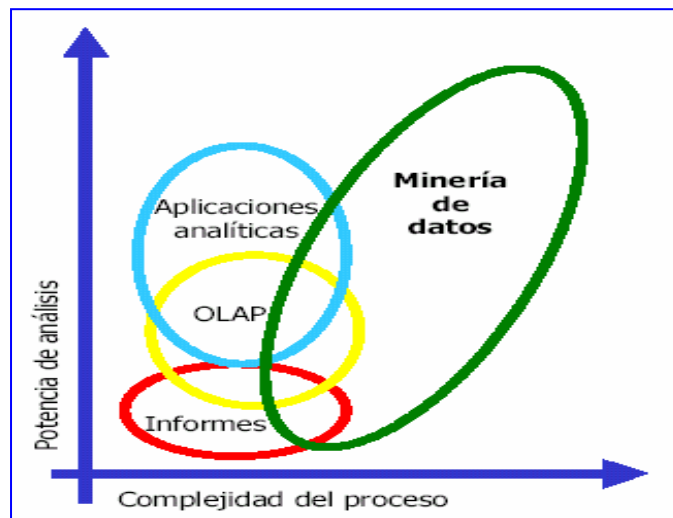 Potencia de análisis
Aplicaciones
analíticas
OLAP
Informes
Minería
de
datos
Complejidad del proceso